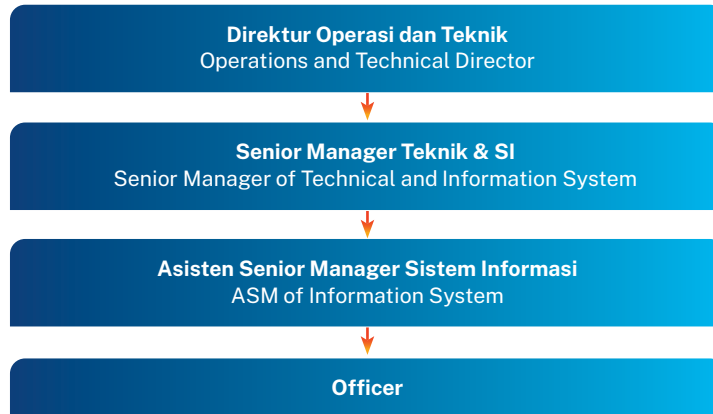 Direktur Operasi dan Teknik
Operations and Technical Director
Senior Manager Teknik & SI
Senior Manager of Technical and Information System
Asisten Senior Manager Sistem Informasi
ASM of Information System
Officer